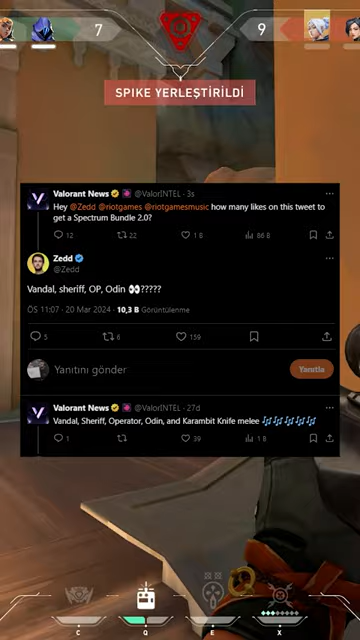 7
9
SPIKE YERLEŞTİRİLDİ
Valorant News @ValorINTEL · 3s
Hey @Zedd @riotgames @riotgamesmusic how many likes on this tweet to
get a Spectrum Bundle 2.0?
12 22 1 B 86 B
Zedd
@Zedd
Vandal, sheriff, OP, Odin 👀?????
ÖS 11:07 · 20 Mar 2024 · 10,3 B Görüntülenme
5 6 159
Yanıtını gönder Yanıtla
Valorant News @ValorINTEL · 27d
Vandal, Sheriff, Operator, Odin, and Karambit Knife melee 🎶🎶🎶🎶🎶
1 39 1 B
C Q E X